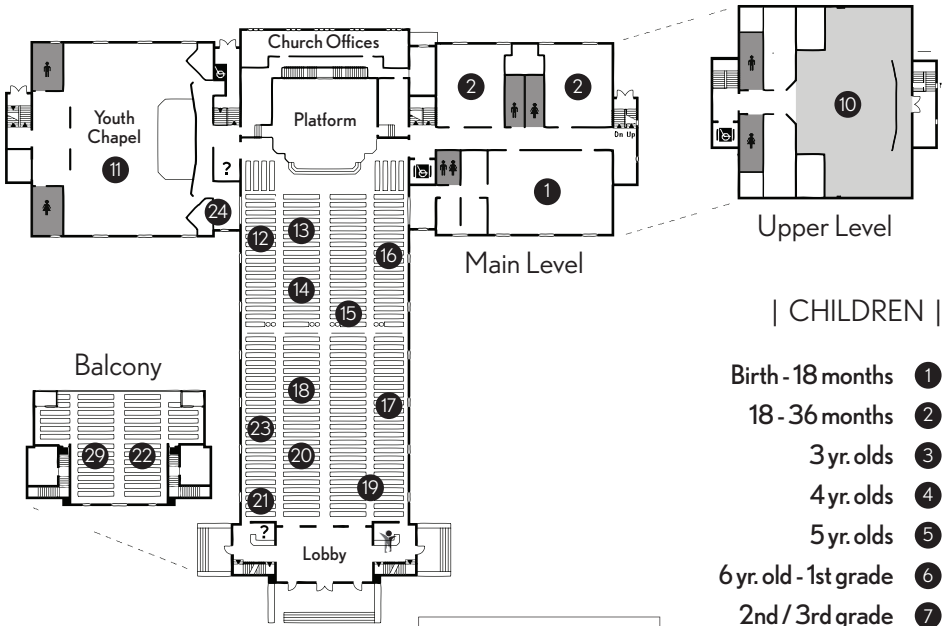 Church Offices
2
2
10
Youth
Chapel
11
Platform
Dn Up
?
1
24
13
12
16
Upper Level
Main Level
14
15
| CHILDREN |
Balcony
Birth - 18 months 1
18
17
18 - 36 months 2
23
29
22
20
3 yr. olds 3
19
4 yr. olds 4
21
?
5 yr. olds 5
Lobby
6 yr. old - 1st grade 6
2nd / 3rd grade 7